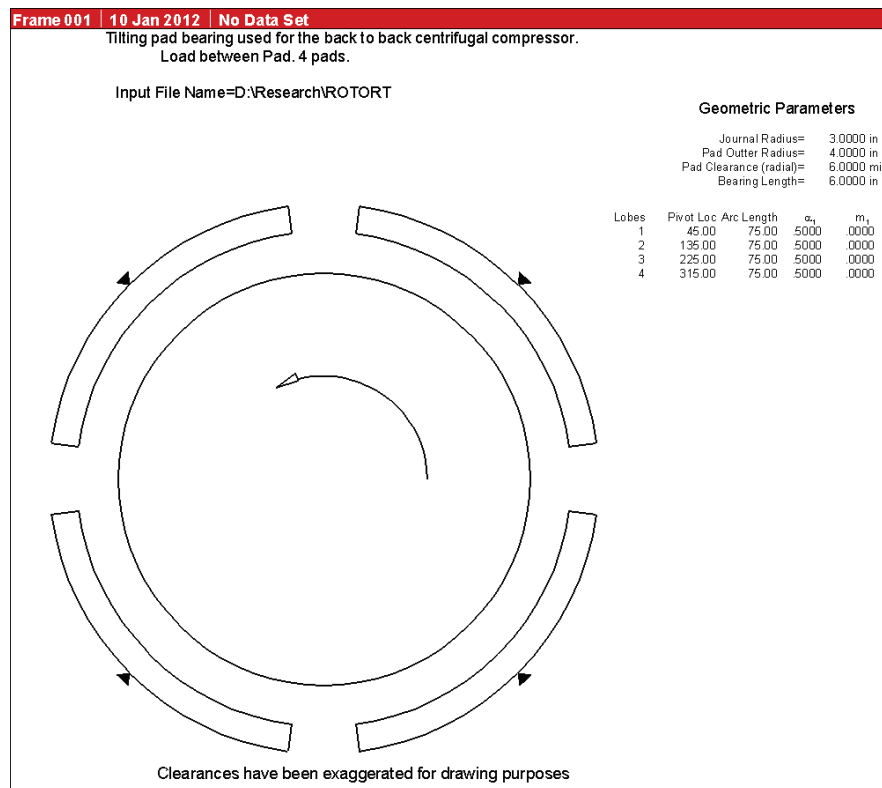 Frame 001 | 10 Jan 2012 | No Data Set
Tilting pad bearing used for the back to back centrifugal compressor.
Load between Pad. 4 pads.
Input File Name=D:\Research\ROTORT
Geometric Parameters
Journal Radius= 3.0000 in
Pad Outter Radius= 4.0000 in
Pad Clearance (radial)= 6.0000 mi
Bearing Length= 6.0000 in
Lobes Pivot Loc Arc Length α1 m1
1 45.00 75.00 .5000 .0000
2 135.00 75.00 .5000 .0000
3 225.00 75.00 .5000 .0000
4 315.00 75.00 .5000 .0000
Clearances have been exaggerated for drawing purposes